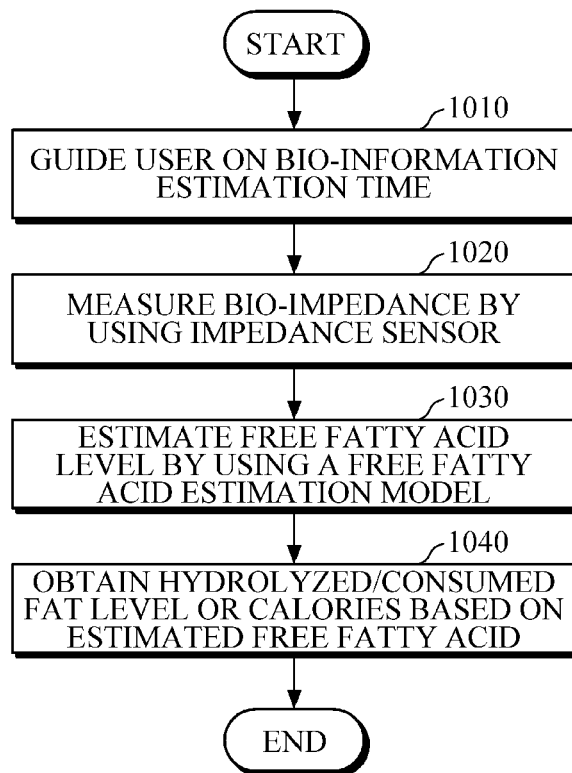 START
1010
GUIDE USER ON BIO-INFORMATION
ESTIMATION TIME
1020
MEASURE BIO-IMPEDANCE BY
USING IMPEDANCE SENSOR
1030
ESTIMATE FREE FATTY ACID
LEVEL BY USING A FREE FATTY
ACID ESTIMATION MODEL
1040
OBTAIN HYDROLYZED/CONSUMED
FAT LEVEL OR CALORIES BASED ON
ESTIMATED FREE FATTY ACID
END